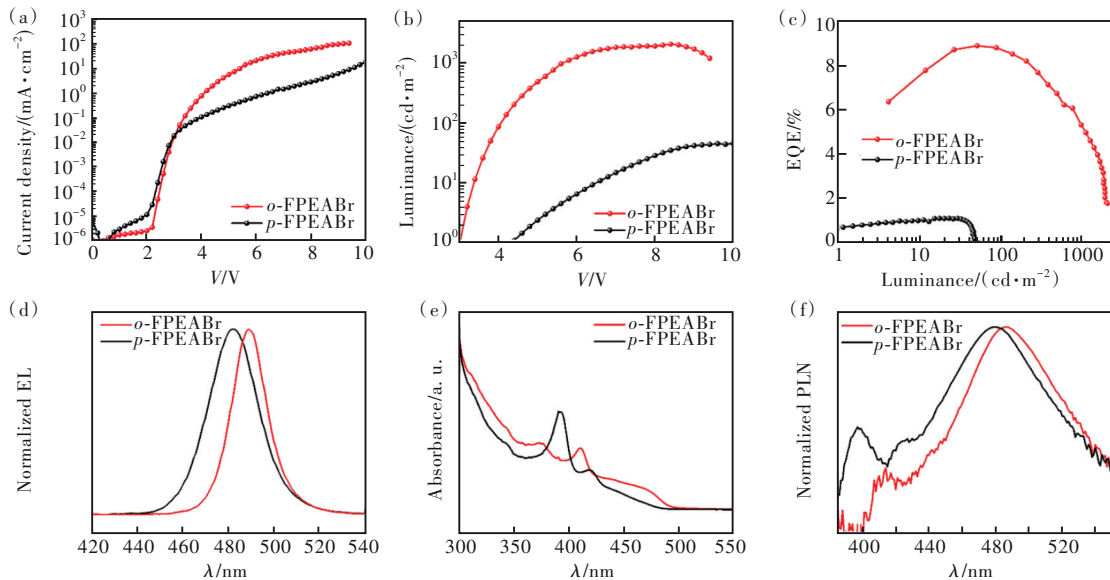 (a)
Current density/(mA·cm⁻²)
10³
10²
10¹
10⁰
10⁻¹
10⁻²
10⁻³
10⁻⁴
10⁻⁵
10⁻⁶
o-FPEABr
p-FPEABr
0 2 4 6 8 10
V/V
(b)
Luminance/(cd·m⁻²)
10³
10²
10¹
10⁰
o-FPEABr
p-FPEABr
4 6 8 10
V/V
(c)
EQE/%
10
8
6
4
2
0
o-FPEABr
p-FPEABr
1 10 100 1000
Luminance/(cd·m⁻²)
(d)
Normalized EL
o-FPEABr
p-FPEABr
420 460 480 500 520 540
λ/nm
(e)
Absorbance/a. u.
o-FPEABr
p-FPEABr
300 350 400 450 500 550
λ/nm
(f)
Normalized PLN
o-FPEABr
p-FPEABr
400 440 480 520
λ/nm